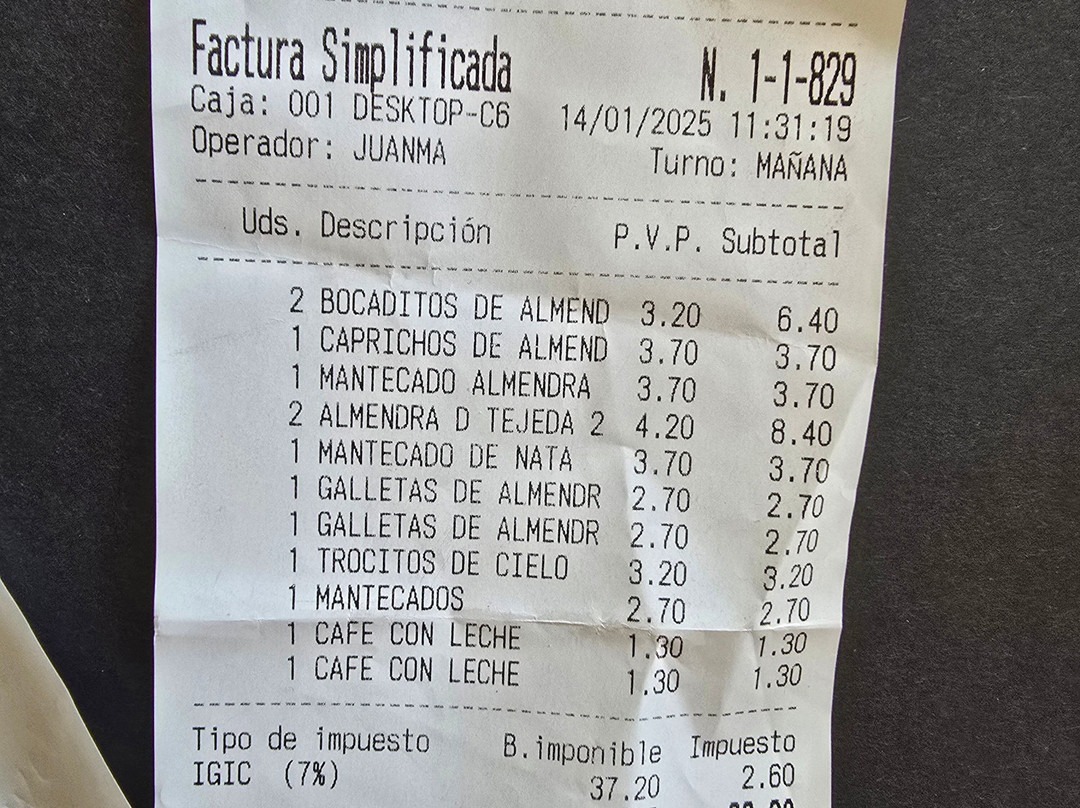 Factura Simplificada N. 1-1-829
Caja: 001 DESKTOP-C6 14/01/2025 11:31:19
Operador: JUANMA Turno: MAÑANA
Uds. Descripción P.V.P. Subtotal
2 BOCADITOS DE ALMEND 3.20 6.40
1 CAPRICHOS DE ALMEND 3.70 3.70
1 MANTECADO ALMENDRA 3.70 3.70
2 ALMENDRA D TEJEDA 2 4.20 8.40
1 MANTECADO DE NATA 3.70 3.70
1 GALLETAS DE ALMENDR 2.70 2.70
1 GALLETAS DE ALMENDR 2.70 2.70
1 TROCITOS DE CIELO 3.20 3.20
1 MANTECADOS 2.70 2.70
1 CAFE CON LECHE 1.30 1.30
1 CAFE CON LECHE 1.30 1.30
Tipo de impuesto B.imponible Impuesto
IGIC (7%) 37.20 2.60